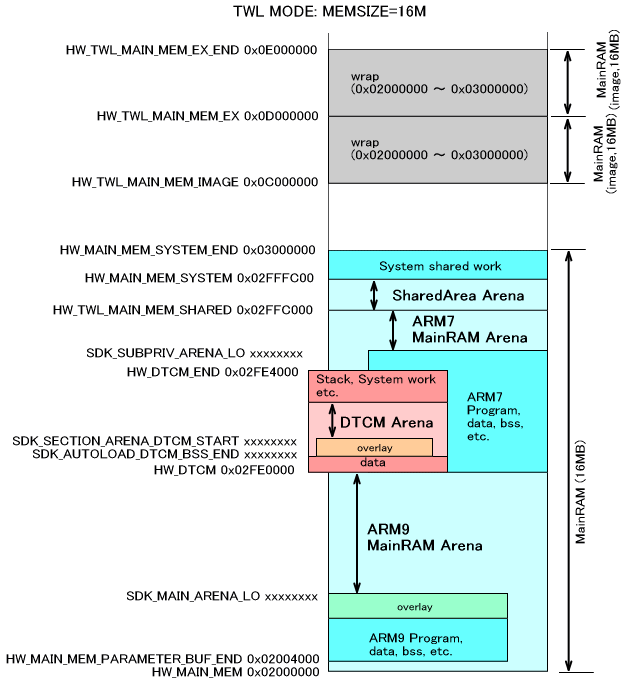 TWL MODE: MEMSIZE=16M
HW_TWL_MAIN_MEM_EX_END 0x0E000000
wrap
(0x02000000 ～ 0x03000000)
MainRAM
(image,16MB)
HW_TWL_MAIN_MEM_EX 0x0D000000
wrap
(0x02000000 ～ 0x03000000)
MainRAM
(image,16MB)
HW_TWL_MAIN_MEM_IMAGE 0x0C000000
HW_MAIN_MEM_SYSTEM_END 0x03000000
System shared work
HW_MAIN_MEM_SYSTEM 0x02FFFC00
SharedArea Arena
HW_TWL_MAIN_MEM_SHARED 0x02FFC000
ARM7
MainRAM Arena
SDK_SUBPRIV_ARENA_LO xxxxxxxx
HW_DTCM_END 0x02FE4000
Stack, System work
etc.
ARM7
Program,
data, bss,
etc.
DTCM Arena
SDK_SECTION_ARENA_DTCM_START xxxxxxxx
overlay
SDK_AUTOLOAD_DTCM_BSS_END xxxxxxxx
data
HW_DTCM 0x02FE0000
MainRAM (16MB)
ARM9
MainRAM Arena
SDK_MAIN_ARENA_LO xxxxxxxx
overlay
ARM9 Program,
data, bss, etc.
HW_MAIN_MEM_PARAMETER_BUF_END 0x02004000
HW_MAIN_MEM 0x02000000